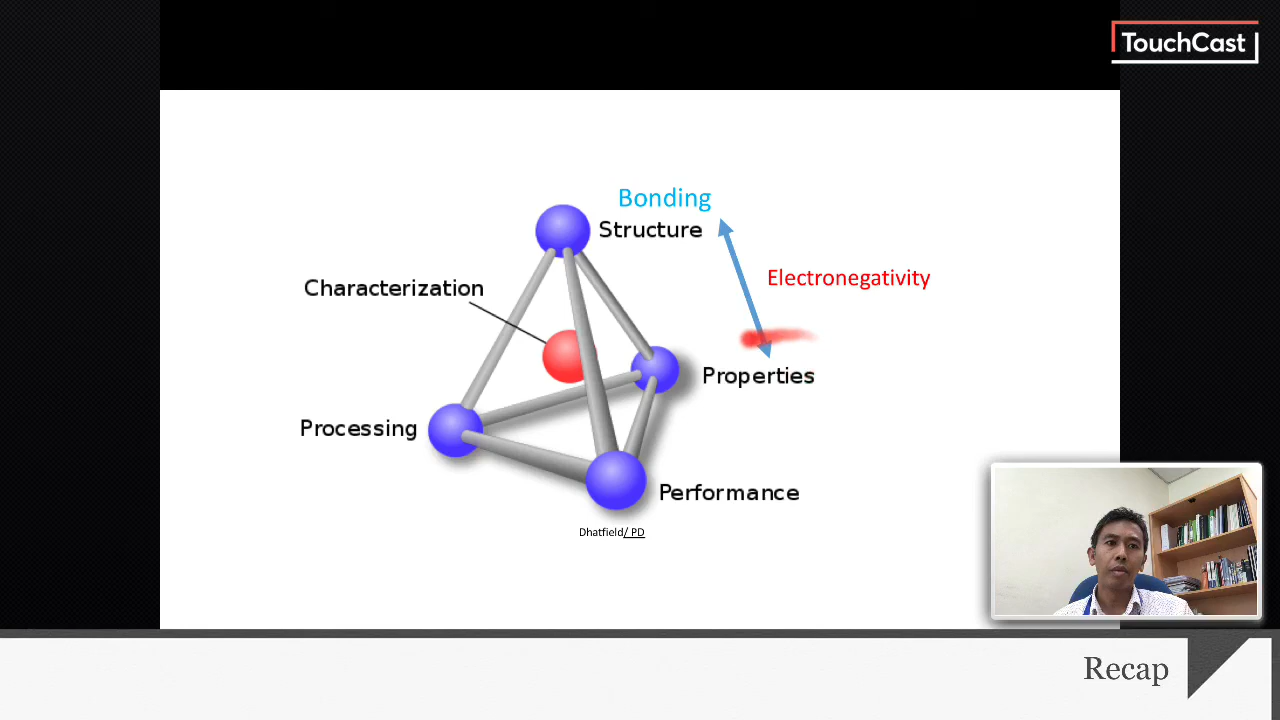 TouchCast
Bonding
Structure
Electronegativity
Characterization
Properties
Processing
Performance
Dhatfield/ PD
Recap